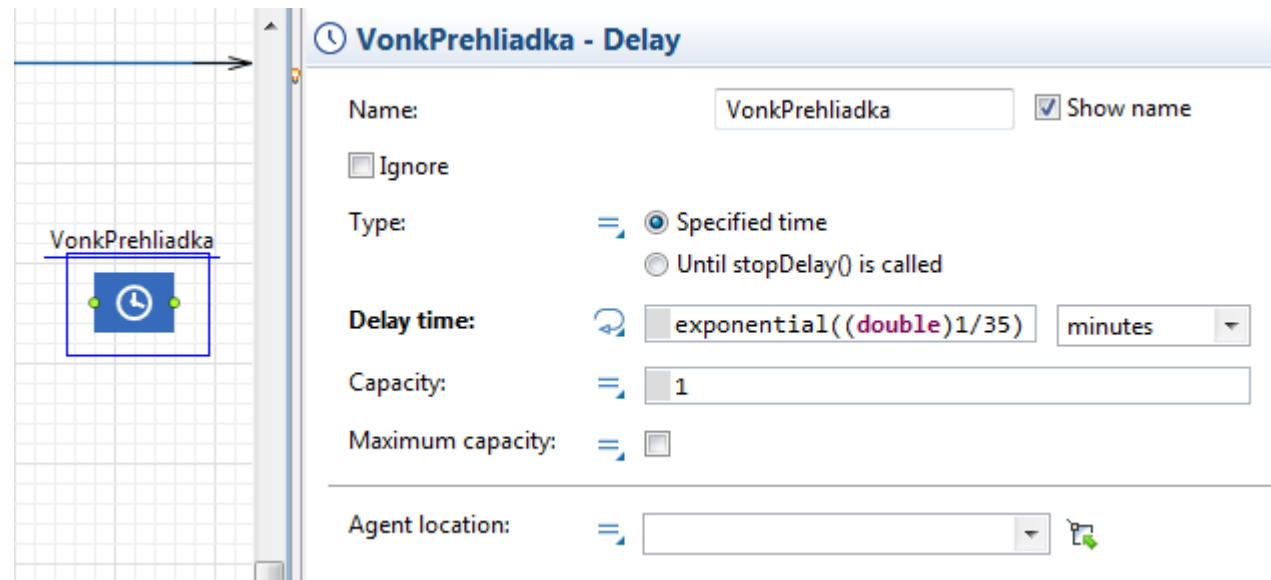 VonkPrehliadka - Delay
Name: VonkPrehliadka Show name
Ignore
Type: Specified time
VonkPrehliadka
Until stopDelay() is called
Delay time: exponential((double)1/35) minutes
Capacity: 1
Maximum capacity:
Agent location: